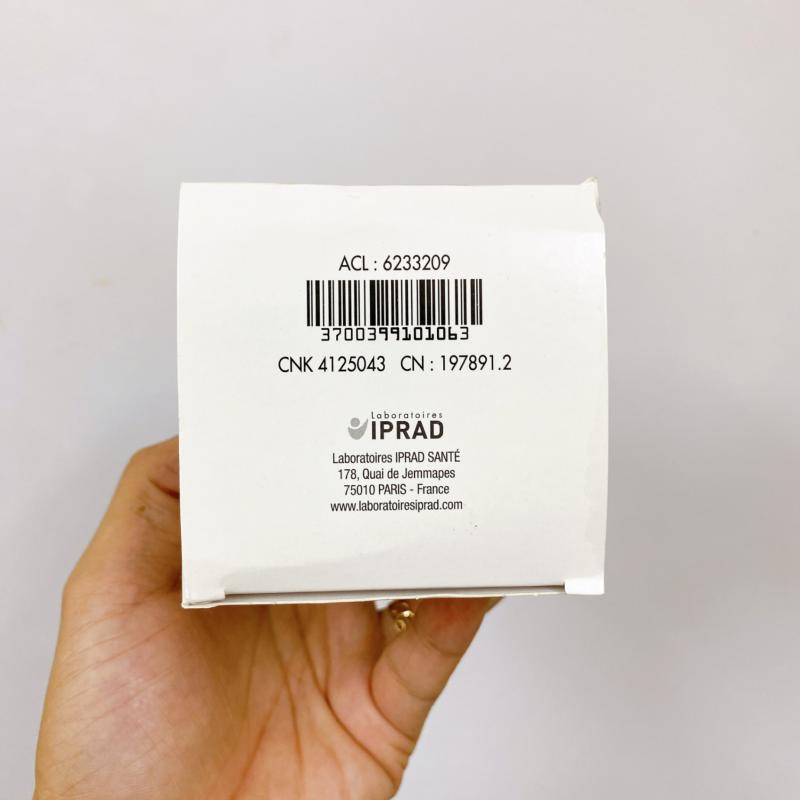 ACL : 6233209
3700399101063
CNK 4125043 CN : 197891.2
Laboratoires
IPRAD
Laboratoires IPRAD SANTÉ
178, Quai de Jemmapes
75010 PARIS - France
www.laboratoiresiprad.com